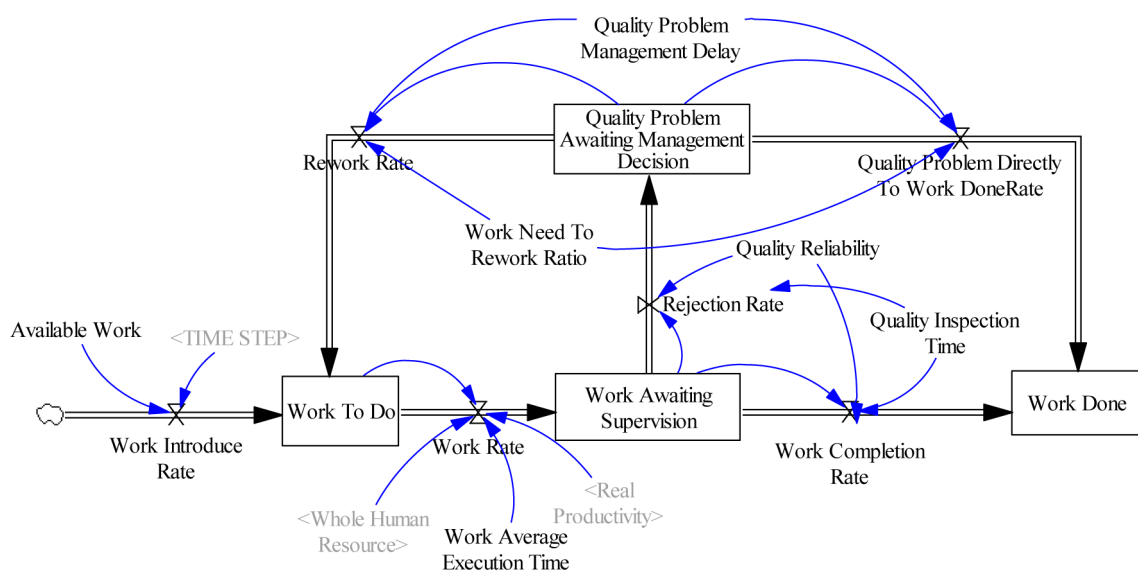 Quality Problem
Management Delay
Quality Problem
Awaiting Management
Decision
Rework Rate
Quality Problem Directly
To Work DoneRate
Work Need To
Rework Ratio
Quality Reliability
Rejection Rate
Quality Inspection
Time
Available Work
<TIME STEP>
Work To Do
Work Awaiting
Supervision
Work Done
Work Introduce
Rate
Work Rate
Work Completion
Rate
<Whole Human
Resource>
<Real
Productivity>
Work Average
Execution Time